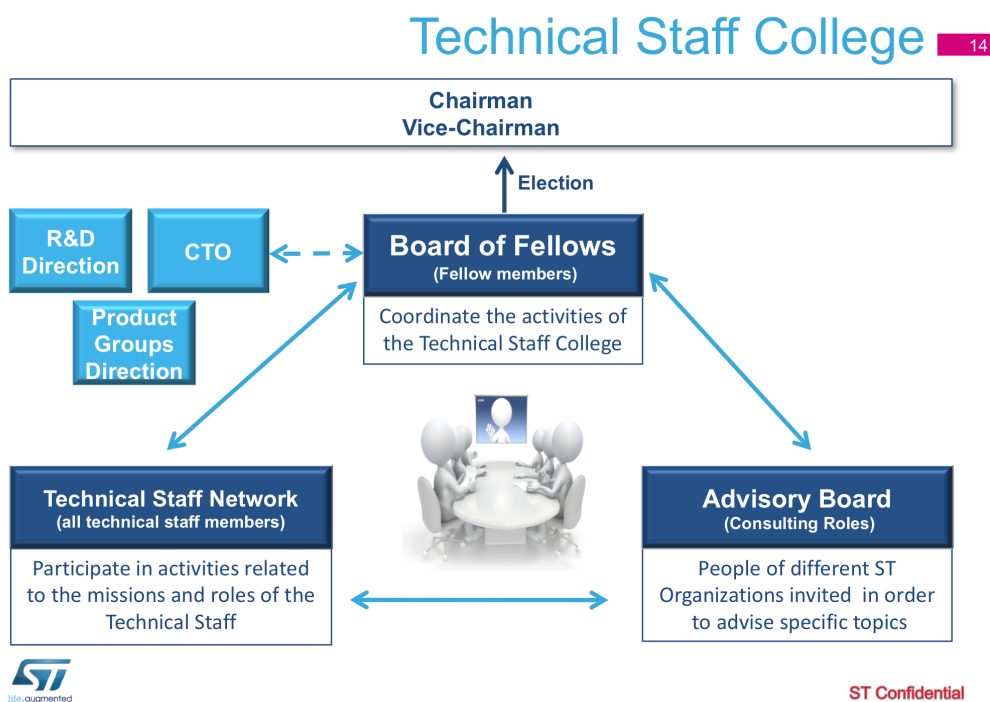 Technical Staff College
14
Chairman
Vice-Chairman
Election
R&D
Direction
CTO
Board of Fellows
(Fellow members)
Product
Groups
Direction
Coordinate the activities of
the Technical Staff College
Technical Staff Network
(all technical staff members)
Participate in activities related
to the missions and roles of the
Technical Staff
Advisory Board
(Consulting Roles)
People of different ST
Organizations invited in order
to advise specific topics
ST
life.augmented
ST Confidential